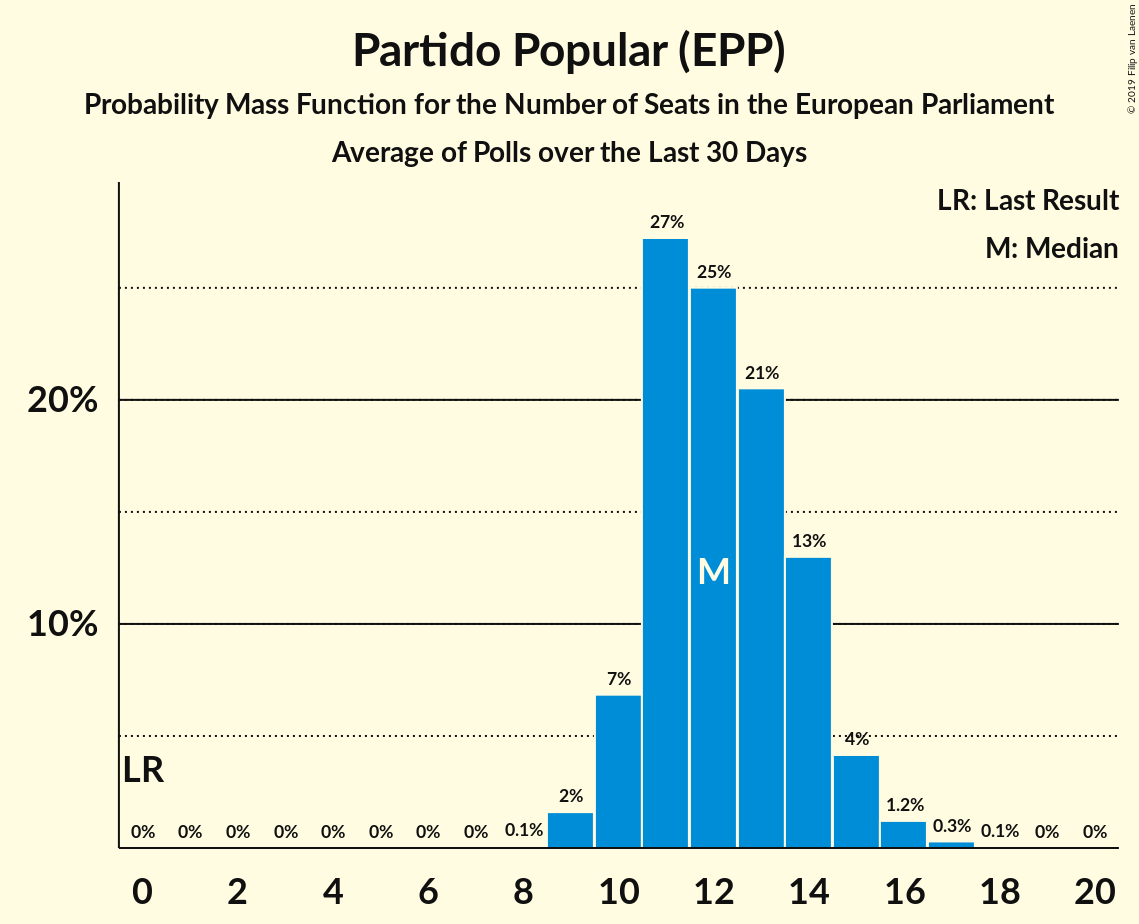 Partido Popular (EPP)
Probability Mass Function for the Number of Seats in the European Parliament
Average of Polls over the Last 30 Days
© 2019 Filip van Laenen
LR: Last Result
M: Median
27%
25%
21%
20%
13%
M
10%
7%
4%
LR
2%
1.2%
0% 0% 0% 0% 0% 0% 0% 0% 0.1% 0.3% 0.1% 0% 0%
0 2 4 6 8 10 12 14 16 18 20